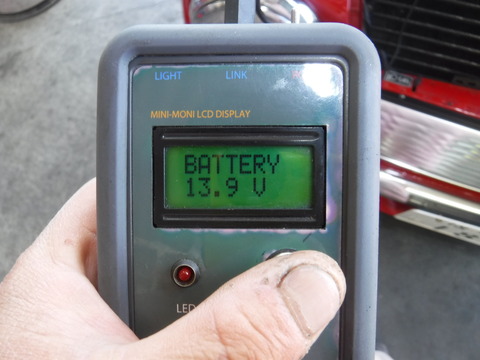 LIGHT LINK
MINI-MONI LCD DISPLAY
BATTERY
13.9 V
LED